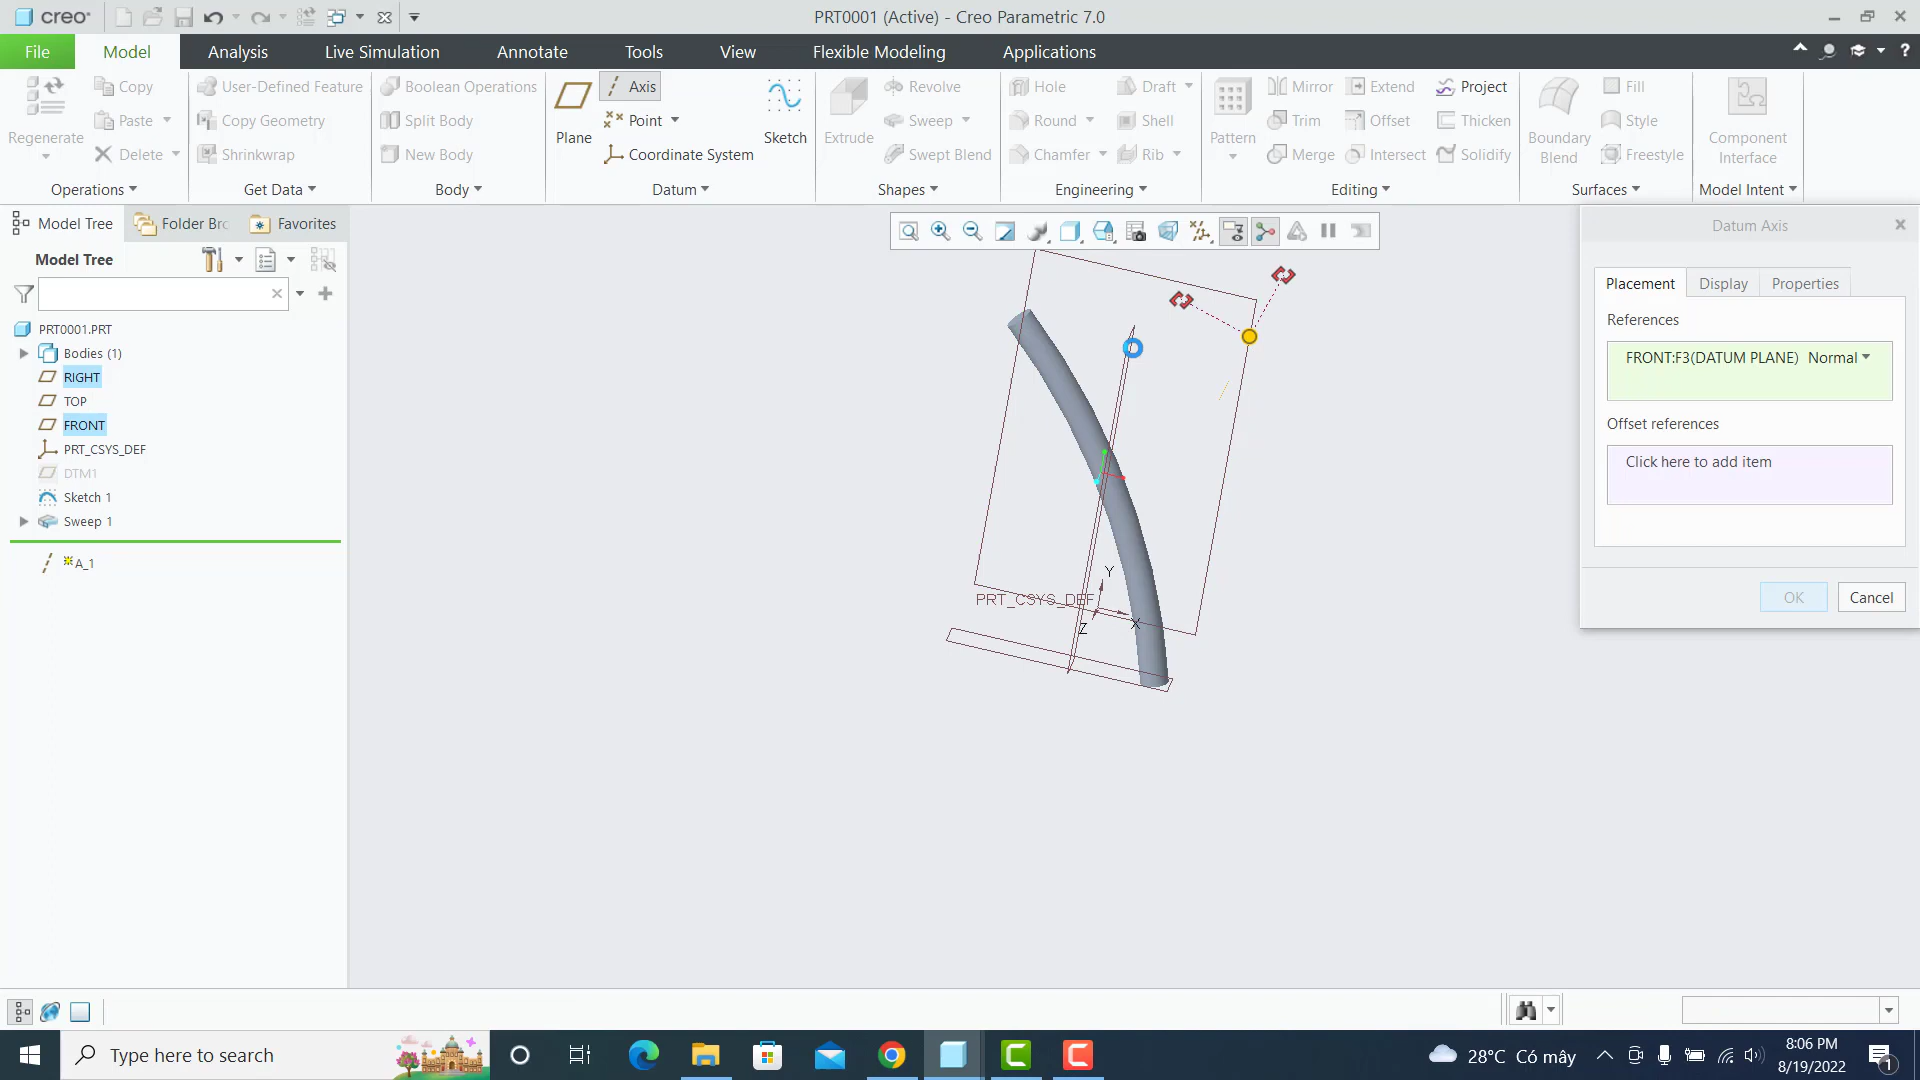 creo
PRT0001 (Active) - Creo Parametric 7.0
File Model Analysis Live Simulation Annotate Tools View Flexible Modeling Applications
Regenerate Copy Paste Delete Operations
User-Defined Feature Copy Geometry Shrinkwrap Get Data
Boolean Operations Split Body New Body Body
Plane Axis Point Coordinate System Sketch Datum
Extrude Revolve Sweep Swept Blend Shapes
Hole Draft Round Shell Chamfer Rib Engineering
Pattern Mirror Extend Project Trim Offset Thicken Merge Intersect Solidify Editing
Boundary Blend Fill Style Freestyle Surfaces
Component Interface Model Intent
Model Tree Folder Bro Favorites
Model Tree
PRT0001.PRT
Bodies (1)
RIGHT
TOP
FRONT
PRT_CSYS_DEF
DTM1
Sketch 1
Sweep 1
A_1
Y
PRT_CSYS_DEF
X
Z
Datum Axis
Placement Display Properties
References
FRONT:F3(DATUM PLANE) Normal
Offset references
Click here to add item
OK Cancel
Type here to search
28°C Có mây
8:06 PM
8/19/2022
1